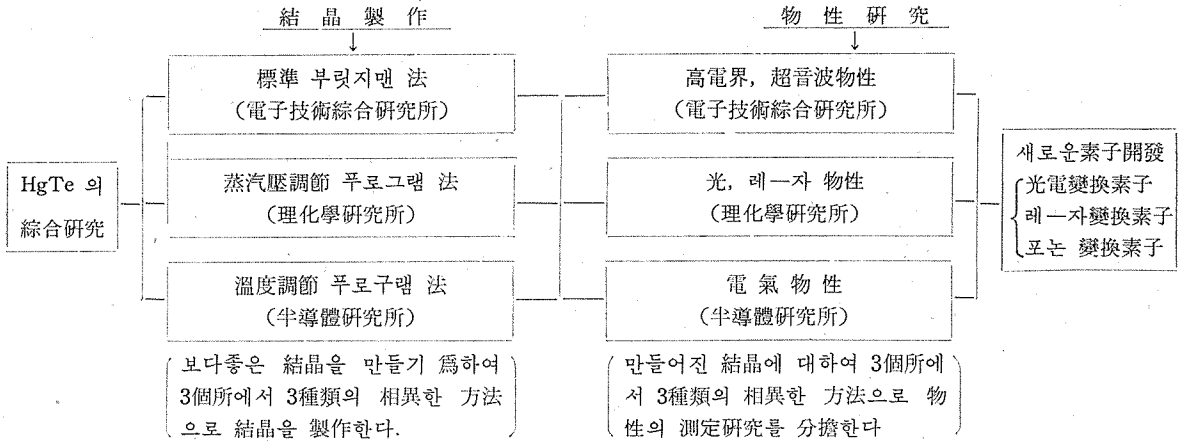 結晶製作
物性研究
標準 부릿지맨 法
(電子技術綜合研究所)
高電界, 超音波物性
(電子技術綜合研究所)
HgTe 의
綜合研究
蒸汽壓調節 푸로그램 法
(理化學研究所)
光, 레—자 物性
(理化學研究所)
새로운素子開發
光電變換素子
레—자變換素子
포논 變換素子
溫度調節 푸로구램 法
(半導體研究所)
電氣物性
(半導體研究所)
보다좋은 結晶을 만들기 爲하여
3個所에서 3種類의 相異한 方法
으로 結晶을 製作한다.
만들어진 結晶에 대하여 3個所에
서 3種類의 相異한 方法으로 物
性의 測定研究를 分擔한다